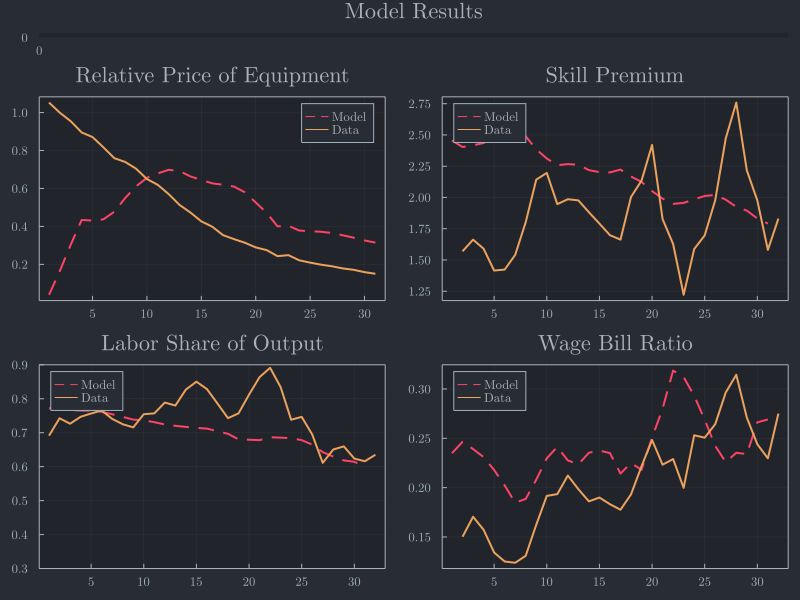 Model Results
0
0
Relative Price of Equipment
1.0
0.8
0.6
0.4
0.2
Model
Data
5 10 15 20 25 30
Skill Premium
2.75
2.50
2.25
2.00
1.75
1.50
1.25
Model
Data
5 10 15 20 25 30
Labor Share of Output
0.9
0.8
0.7
0.6
0.5
0.4
0.3
Model
Data
5 10 15 20 25 30
Wage Bill Ratio
0.30
0.25
0.20
0.15
Model
Data
5 10 15 20 25 30